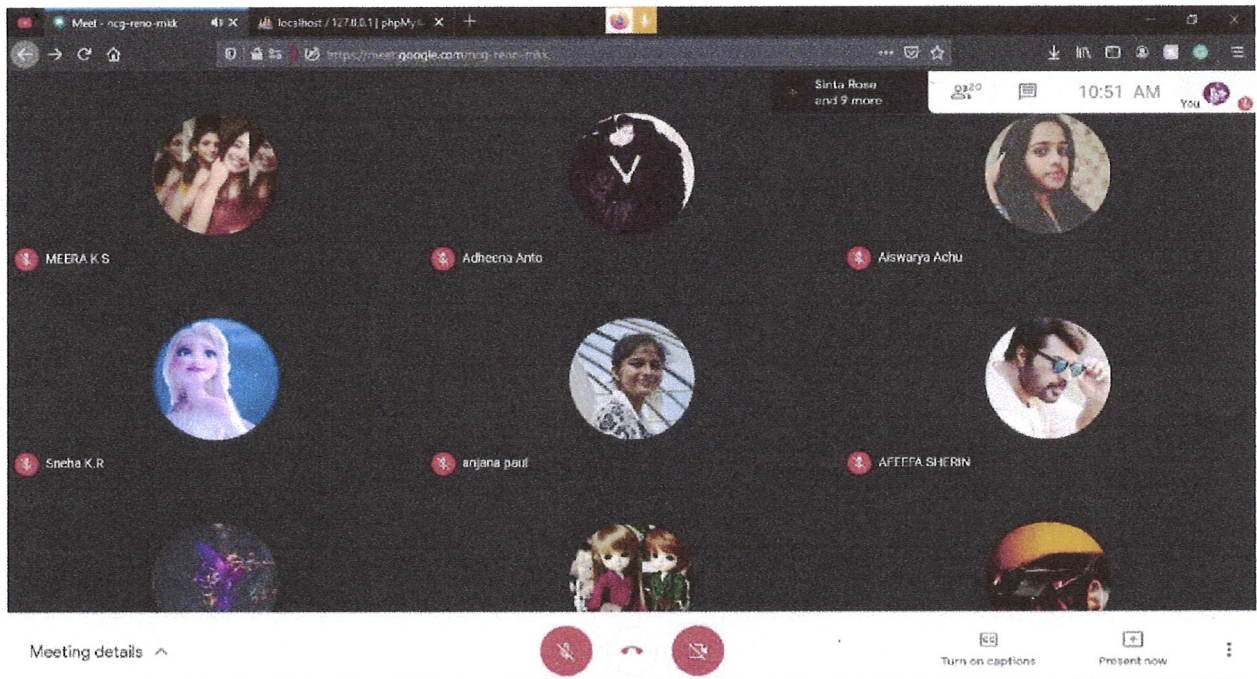 Meet - ncg-reno-mkk
localhost / 127.0.0.1 | phpMy
https://meet.google.com/ncg-reno-mkk
Sinta Rose
and 9 more
20
10:51 AM
You
MEERA K S
Adheena Anto
Aiswarya Achu
Sneha K.R
anjana paul
AFEEFA SHERIN
Meeting details
CC
Turn on captions
Present now